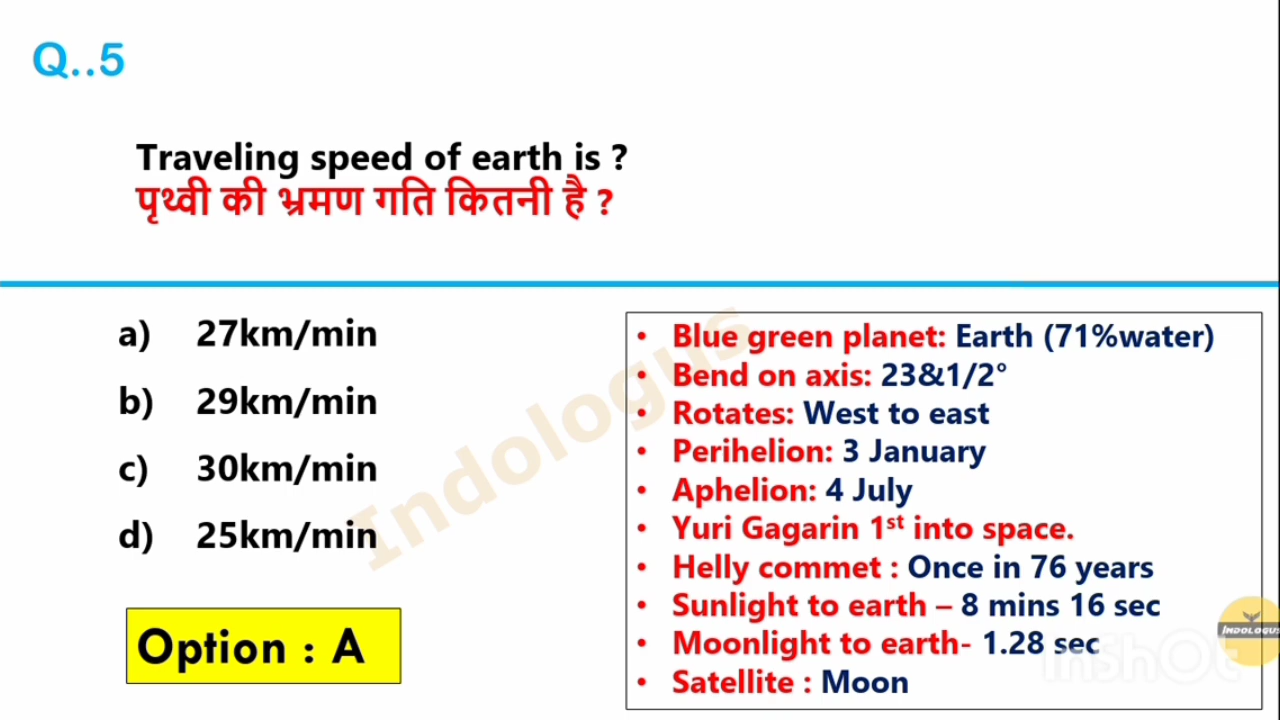 Q..5
Traveling speed of earth is ?
पृथ्वी की भ्रमण गति कितनी है ?
a) 27km/min
b) 29km/min
c) 30km/min
d) 25km/min
Option : A
• Blue green planet: Earth (71%water)
• Bend on axis: 23&1/2°
• Rotates: West to east
• Perihelion: 3 January
• Aphelion: 4 July
• Yuri Gagarin 1st into space.
• Helly commet : Once in 76 years
• Sunlight to earth – 8 mins 16 sec
• Moonlight to earth- 1.28 sec
• Satellite : Moon
Indologus
INDOLOGUS
InShOt